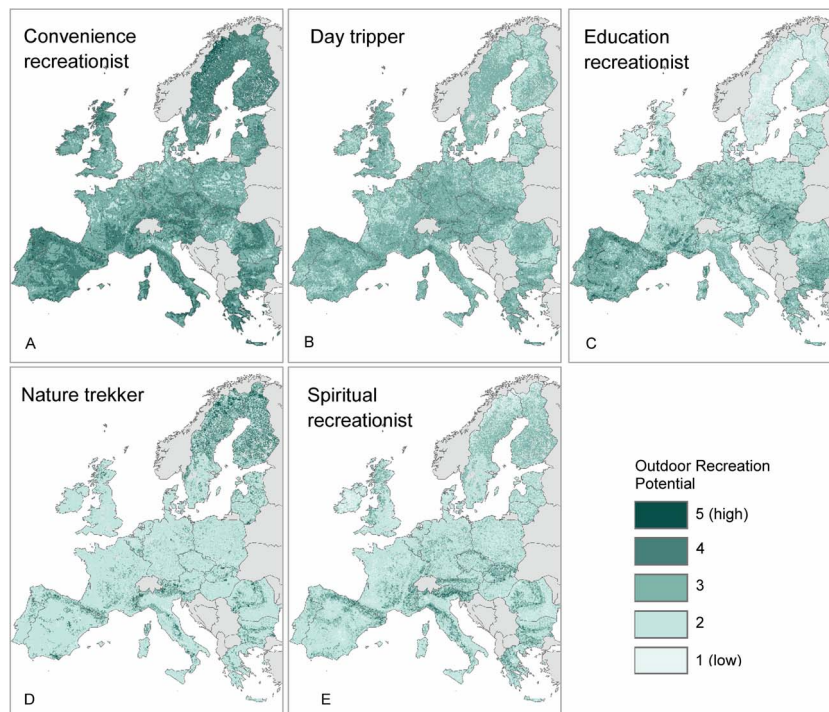 Convenience
recreationist
A
Day tripper
B
Education
recreationist
C
Nature trekker
D
Spiritual
recreationist
E
Outdoor Recreation
Potential
5 (high)
4
3
2
1 (low)